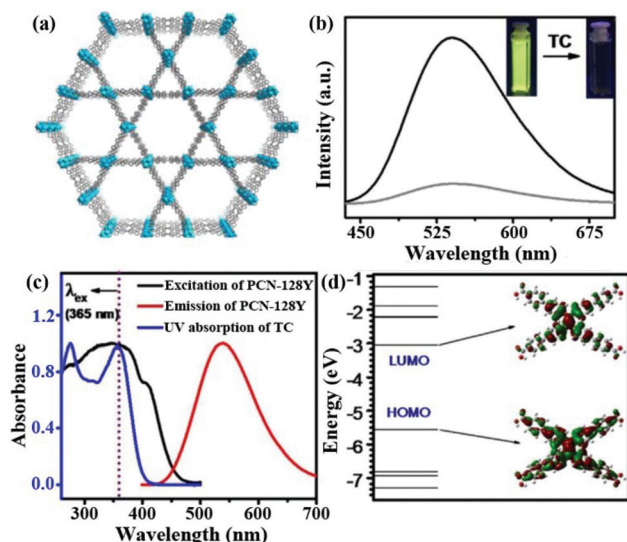 (a)
(b)
TC
Intensity (a.u.)
450 525 600 675
Wavelength (nm)
(c)
λex
(365 nm)
Excitation of PCN-128Y
Emission of PCN-128Y
UV absorption of TC
1.2
0.8
0.4
0.0
Absorbance
300 400 500 600 700
Wavelength (nm)
(d)
-1
-2
-3
-4
-5
-6
-7
Energy (eV)
LUMO
HOMO